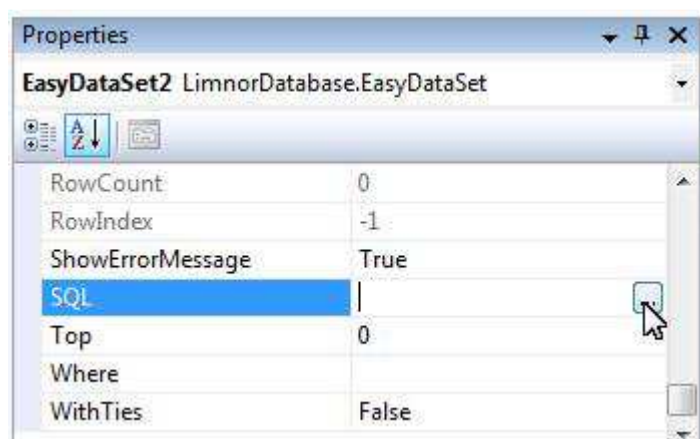 Properties
EasyDataSet2 LimnorDatabase.EasyDataSet
A
Z
RowCount 0
RowIndex -1
ShowErrorMessage True
SQL ...
Top 0
Where
WithTies False